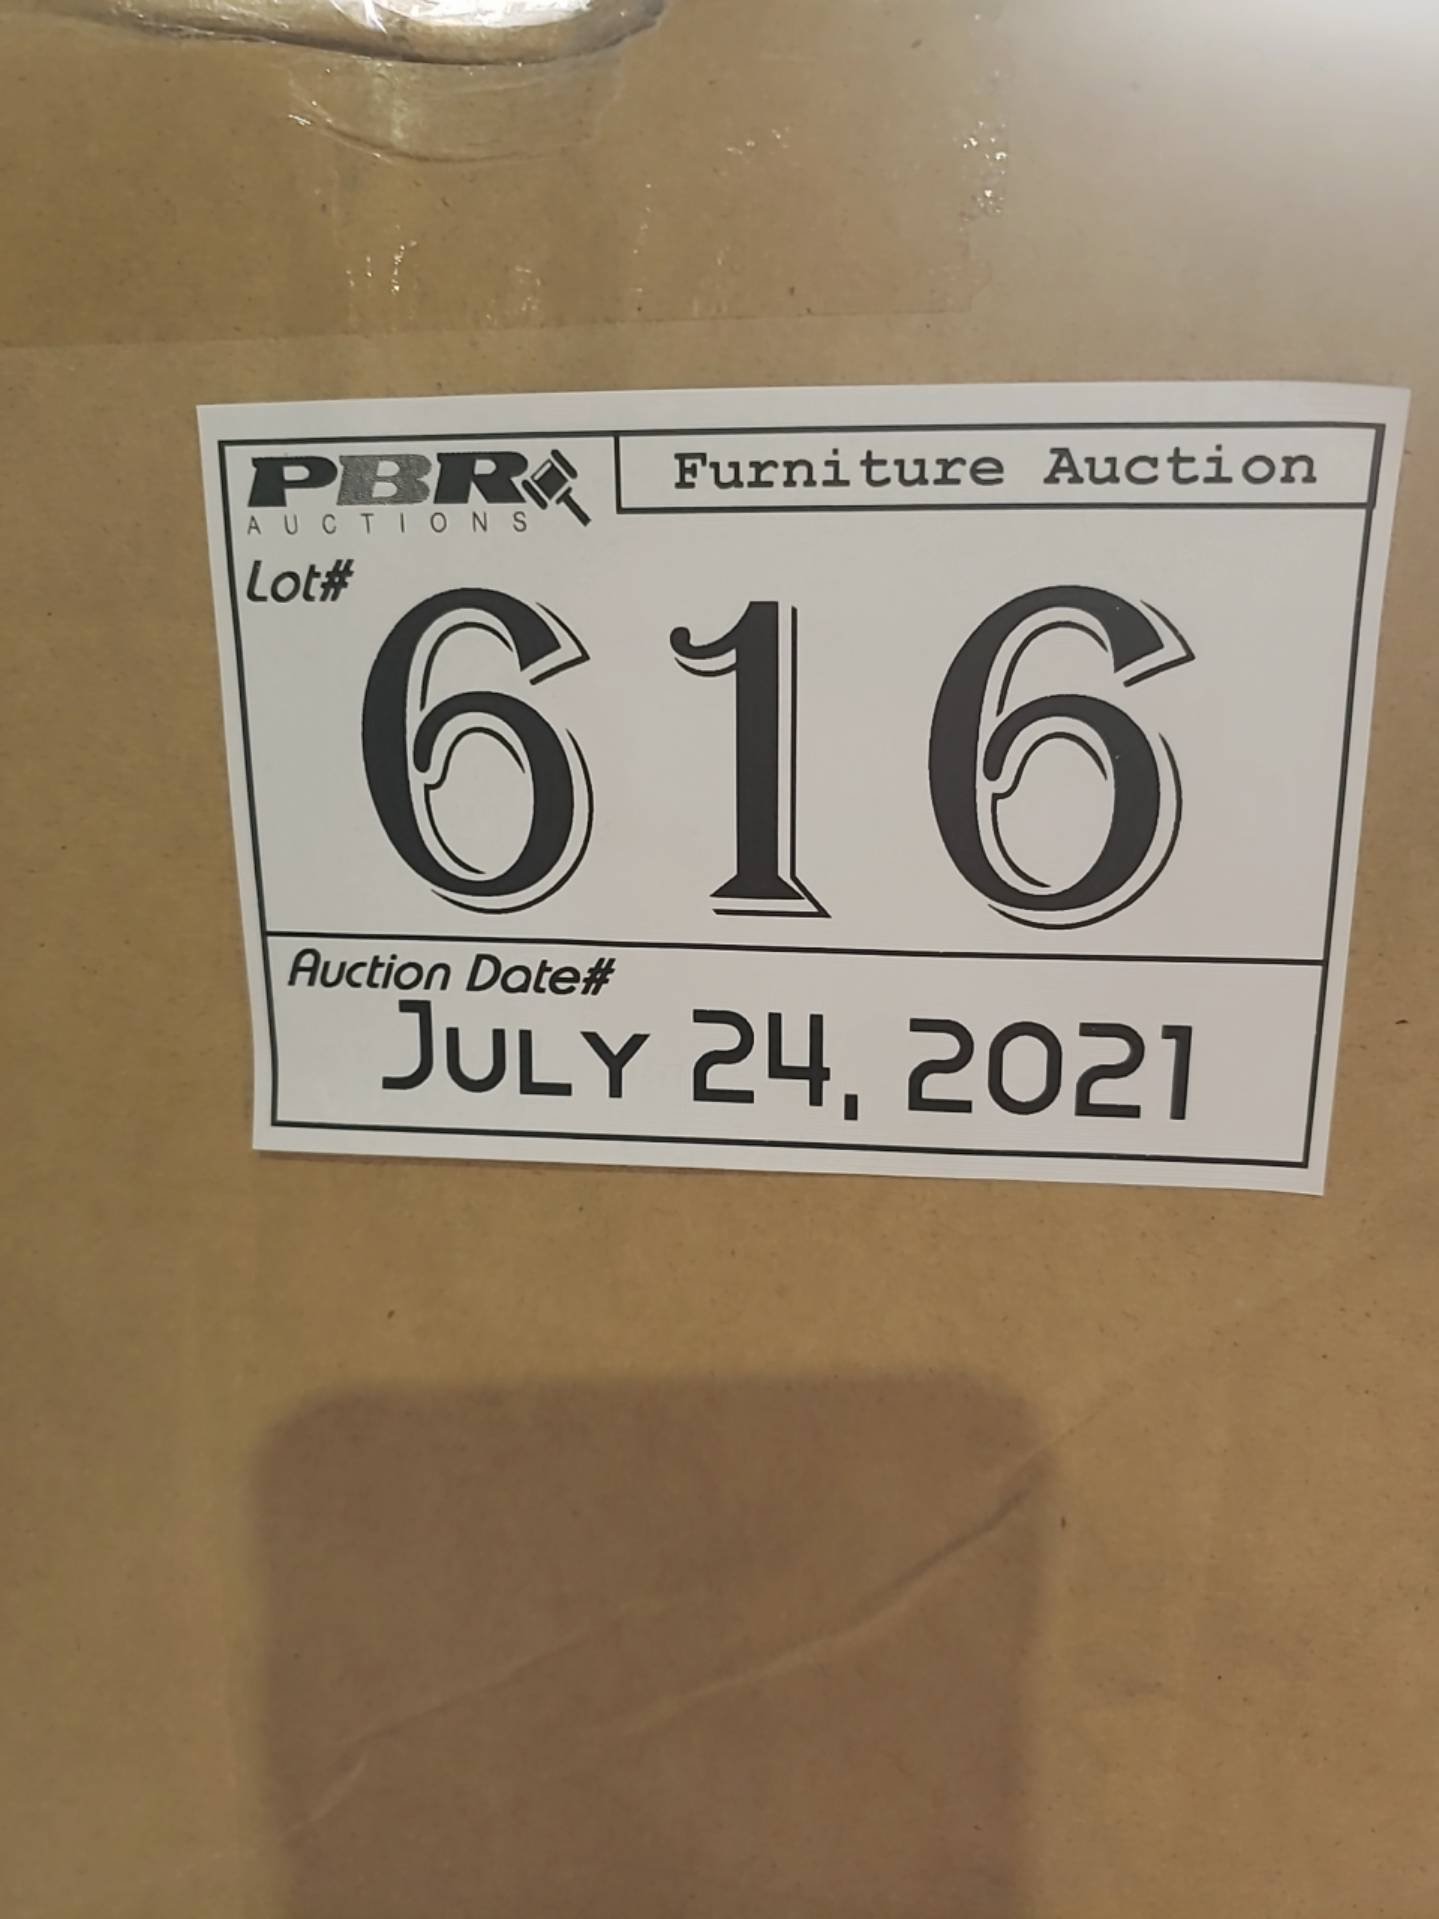 PBR
AUCTIONS
Furniture Auction
Lot#
616
Auction Date#
JULY 24, 2021